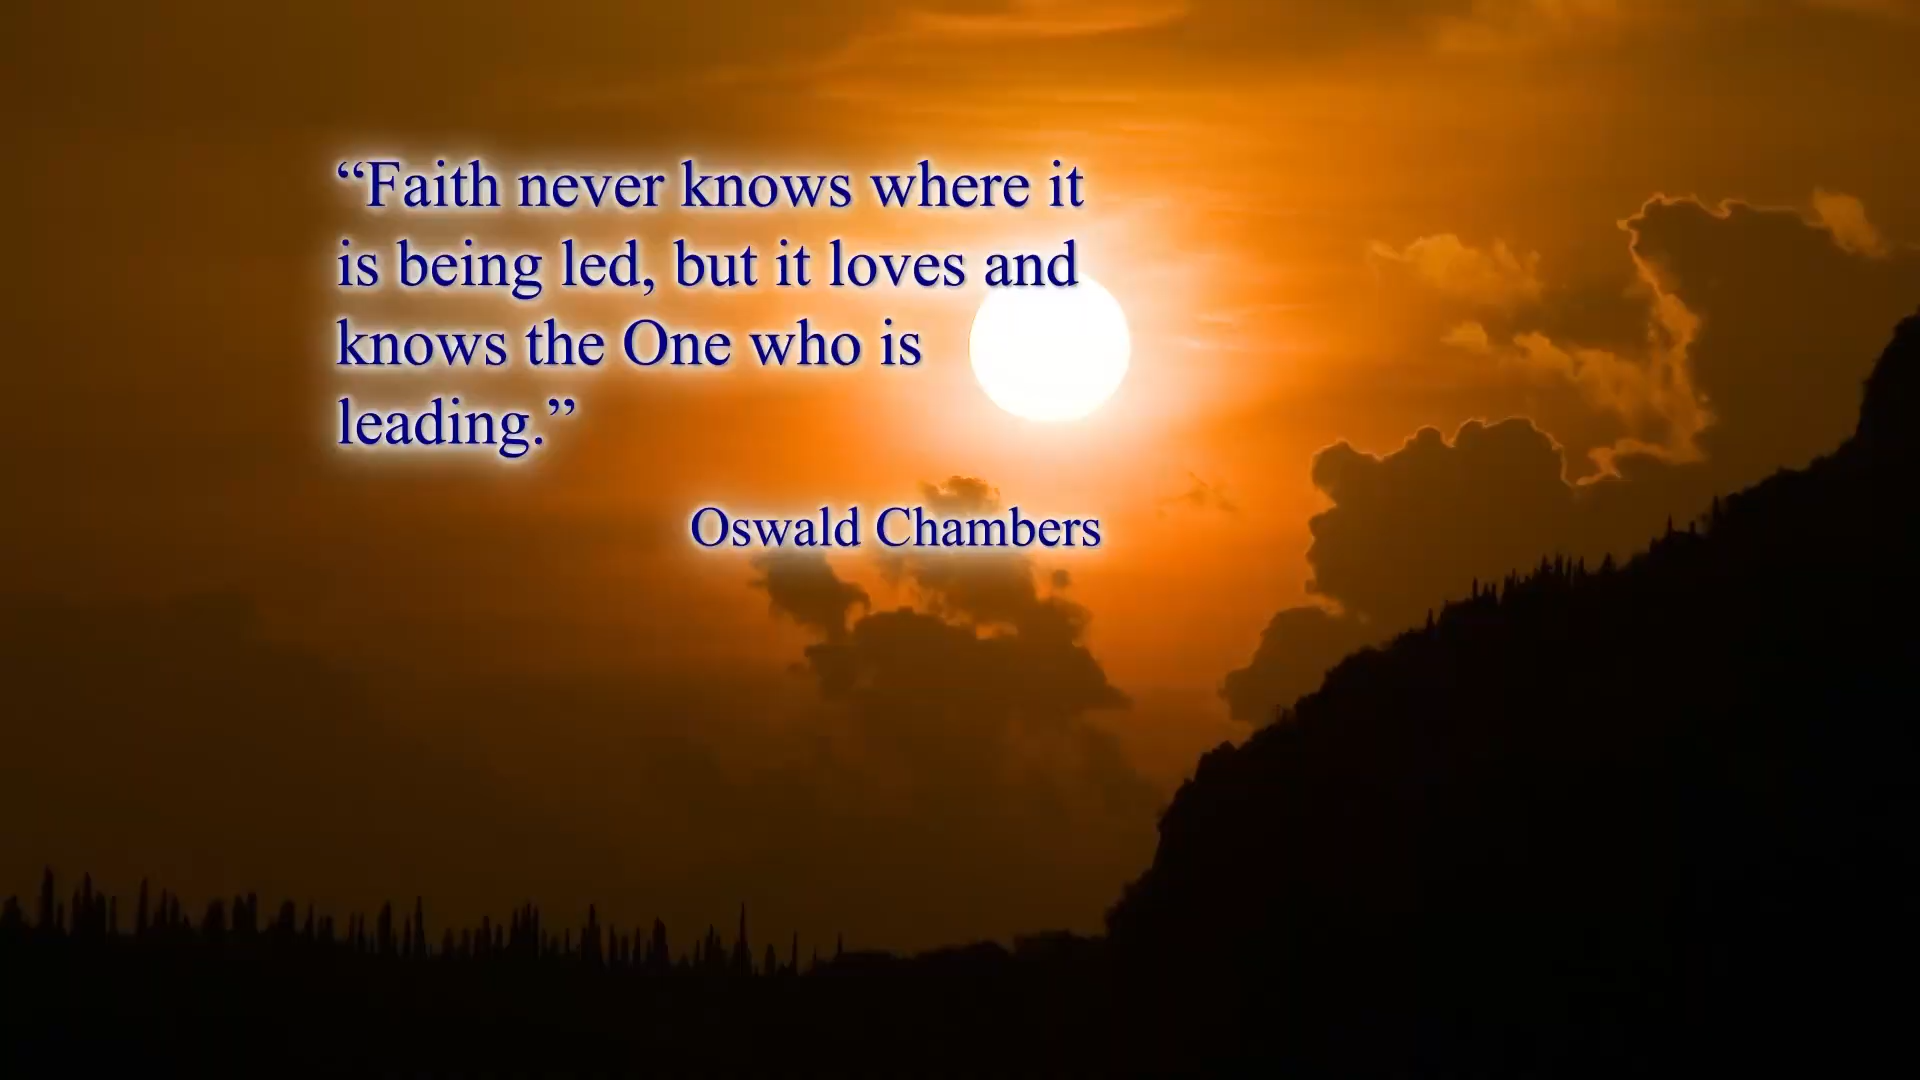 “Faith never knows where it
is being led, but it loves and
knows the One who is
leading.”
Oswald Chambers